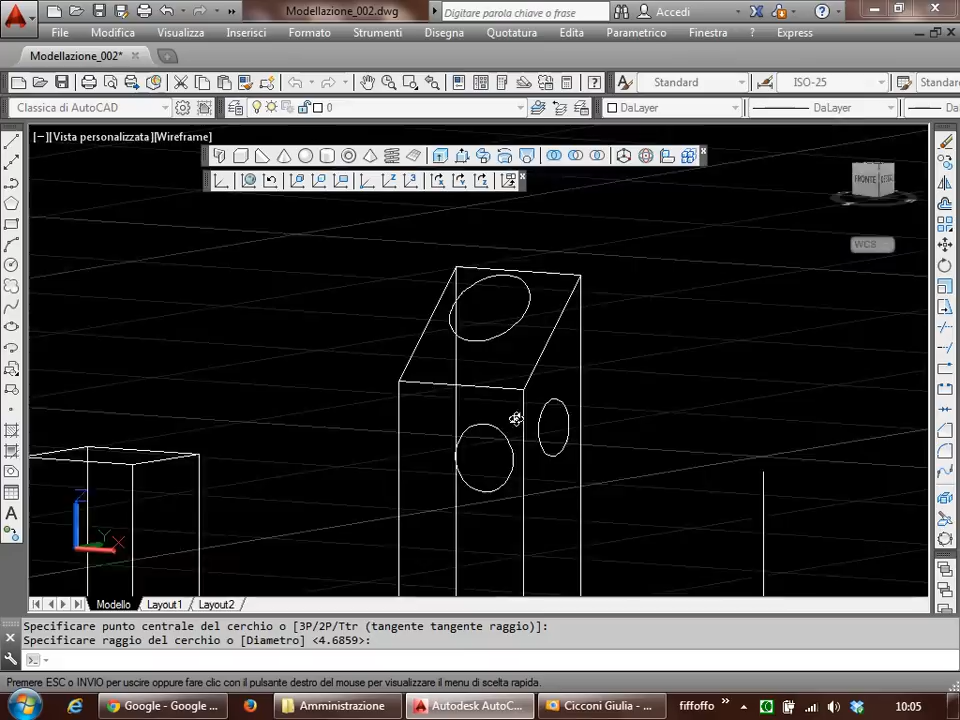 Modellazione_002.dwg
Digitare parola chiave o frase
Accedi
File
Modifica
Visualizza
Inserisci
Formato
Strumenti
Disegna
Quotatura
Edita
Parametrico
Finestra
?
Express
Modellazione_002*
Standard
ISO-25
Standard
Classica di AutoCAD
0
DaLayer
DaLayer
[−][Vista personalizzata][Wireframe]
FRONTE
WCS
Z
Y
X
Modello
Layout1
Layout2
Specificare punto centrale del cerchio o [3P/2P/Ttr (tangente tangente raggio)]:
Specificare raggio del cerchio o [Diametro] <4.6859>:
Premere ESC o INVIO per uscire oppure fare clic con il pulsante destro del mouse per visualizzare il menu di scelta rapida.
Google - Google ...
Amministrazione
Autodesk AutoC...
Cicconi Giulia - ...
fiffoffo
10:05